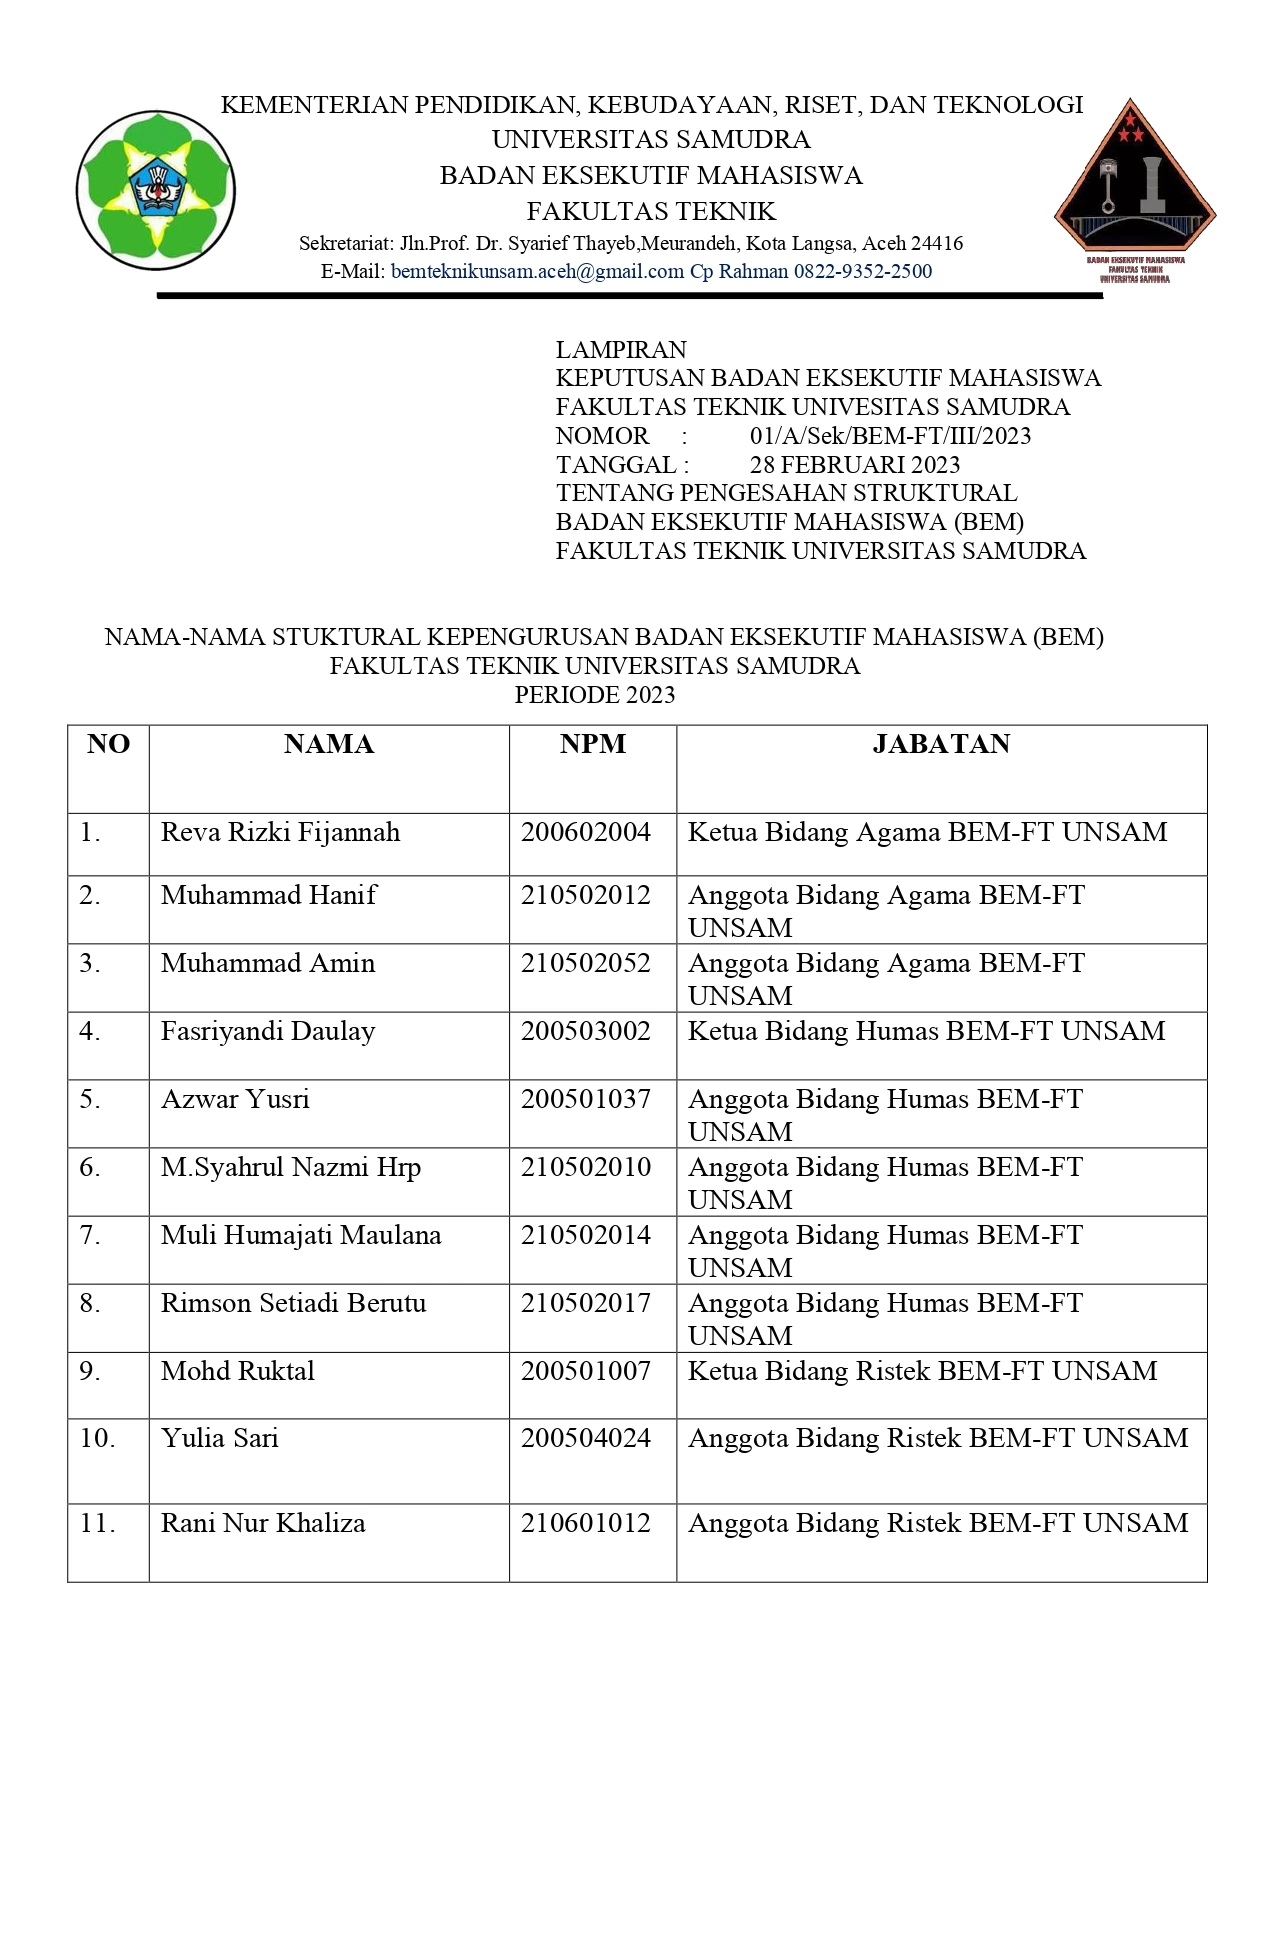 KEMENTERIAN PENDIDIKAN, KEBUDAYAAN, RISET, DAN TEKNOLOGI
UNIVERSITAS SAMUDRA
BADAN EKSEKUTIF MAHASISWA
FAKULTAS TEKNIK
Sekretariat: Jln.Prof. Dr. Syarief Thayeb,Meurandeh, Kota Langsa, Aceh 24416
E-Mail: bemteknikunsam.aceh@gmail.com Cp Rahman 0822-9352-2500
BADAN EKSEKUTIF MAHASISWA
FAKULTAS TEKNIK
UNIVERSITAS SAMUDRA
LAMPIRAN
KEPUTUSAN BADAN EKSEKUTIF MAHASISWA
FAKULTAS TEKNIK UNIVESITAS SAMUDRA
NOMOR : 01/A/Sek/BEM-FT/III/2023
TANGGAL : 28 FEBRUARI 2023
TENTANG PENGESAHAN STRUKTURAL
BADAN EKSEKUTIF MAHASISWA (BEM)
FAKULTAS TEKNIK UNIVERSITAS SAMUDRA
NAMA-NAMA STUKTURAL KEPENGURUSAN BADAN EKSEKUTIF MAHASISWA (BEM)
FAKULTAS TEKNIK UNIVERSITAS SAMUDRA
PERIODE 2023
NO NAMA NPM JABATAN
1. Reva Rizki Fijannah 200602004 Ketua Bidang Agama BEM-FT UNSAM
2. Muhammad Hanif 210502012 Anggota Bidang Agama BEM-FT
UNSAM
3. Muhammad Amin 210502052 Anggota Bidang Agama BEM-FT
UNSAM
4. Fasriyandi Daulay 200503002 Ketua Bidang Humas BEM-FT UNSAM
5. Azwar Yusri 200501037 Anggota Bidang Humas BEM-FT
UNSAM
6. M.Syahrul Nazmi Hrp 210502010 Anggota Bidang Humas BEM-FT
UNSAM
7. Muli Humajati Maulana 210502014 Anggota Bidang Humas BEM-FT
UNSAM
8. Rimson Setiadi Berutu 210502017 Anggota Bidang Humas BEM-FT
UNSAM
9. Mohd Ruktal 200501007 Ketua Bidang Ristek BEM-FT UNSAM
10. Yulia Sari 200504024 Anggota Bidang Ristek BEM-FT UNSAM
11. Rani Nur Khaliza 210601012 Anggota Bidang Ristek BEM-FT UNSAM